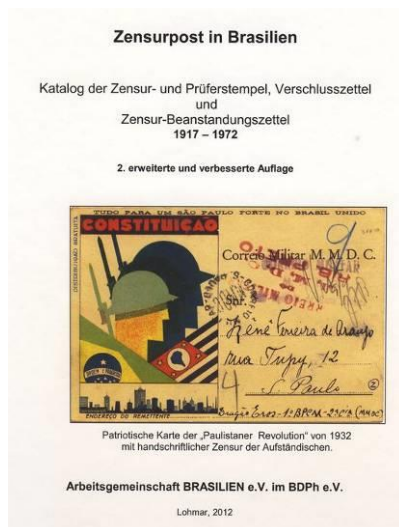 Zensurpost in Brasilien
Katalog der Zensur- und Prüferstempel, Verschlusszettel
und
Zensur-Beanstandungszettel
1917 – 1972
2. erweiterte und verbesserte Auflage
TUDO PARA UM SÃO PAULO FORTE NO BRASIL UNIDO
CONSTITUIÇÃO
Correio Militar M. M. D. C.
Snr.
René Ferreira de Araujo
Rua Tupy, 12
S. Paulo
ENDEREÇO DO REMETTENTE
Patriotische Karte der „Paulistaner Revolution" von 1932
mit handschriftlicher Zensur der Aufständischen.
Arbeitsgemeinschaft BRASILIEN e.V. im BDPh e.V.
Lohmar, 2012